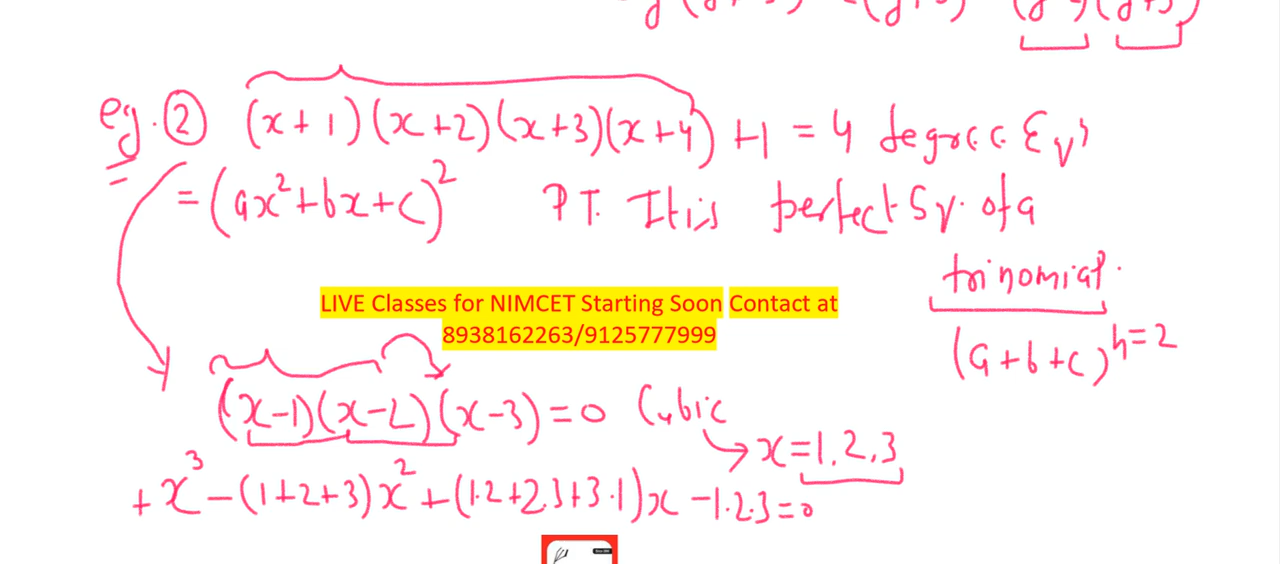 eg. ② (x+1)(x+2)(x+3)(x+4) +1 = 4 degree Eqⁿ
= (ax²+bx+c)² P.T. It is perfect Sq. of a
trinomial.
(a+b+c)ⁿ⁼²
LIVE Classes for NIMCET Starting Soon Contact at
8938162263/9125777999
(x-1)(x-2)(x-3)=0 Cubic
→ x=1,2,3
+x³-(1+2+3)x²+(1.2+2.3+3.1)x-1.2.3=0